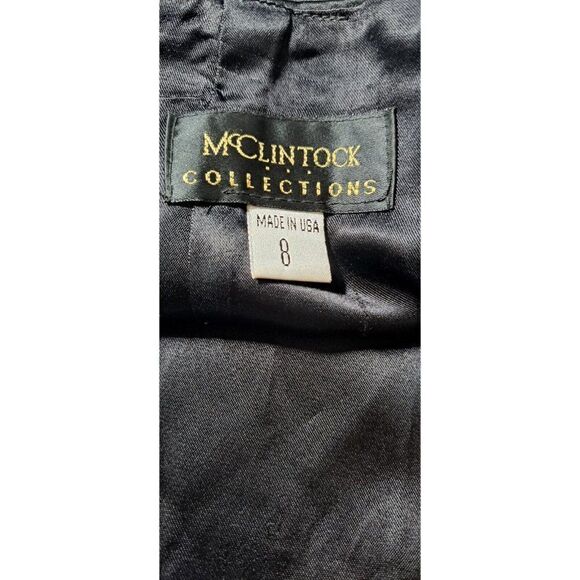 McCLINTOCK
...
COLLECTIONS
MADE IN USA
8